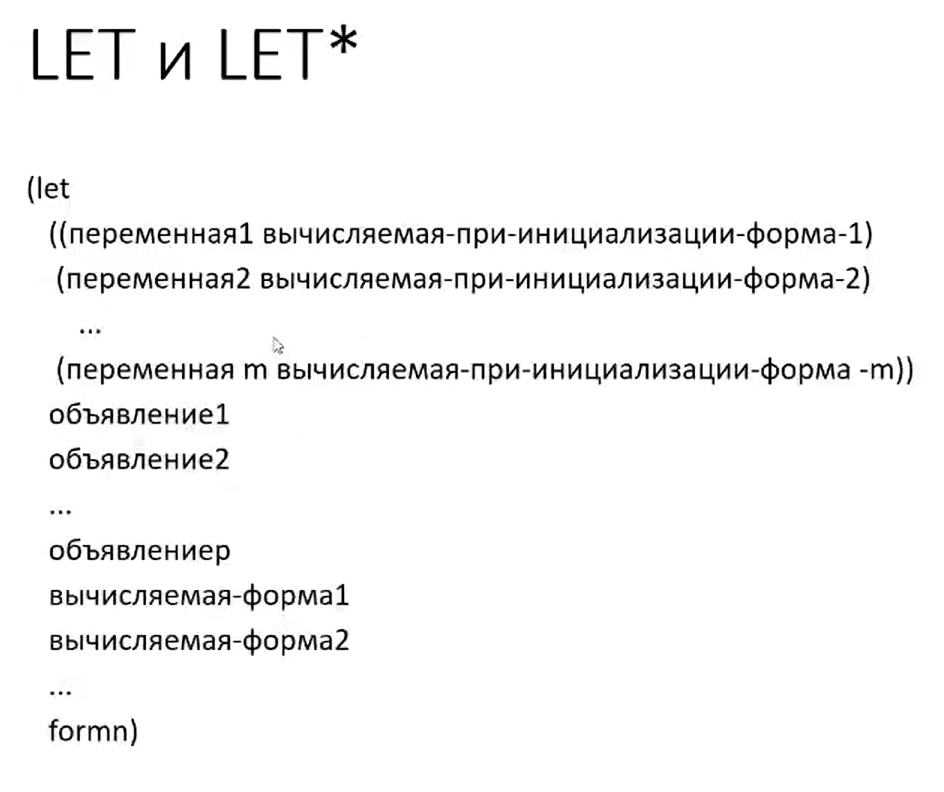 LET и LET*
(let
((переменная1 вычисляемая-при-инициализации-форма-1)
(переменная2 вычисляемая-при-инициализации-форма-2)
...
(переменная m вычисляемая-при-инициализации-форма -m))
объявление1
объявление2
...
объявлениеp
вычисляемая-форма1
вычисляемая-форма2
...
formn)